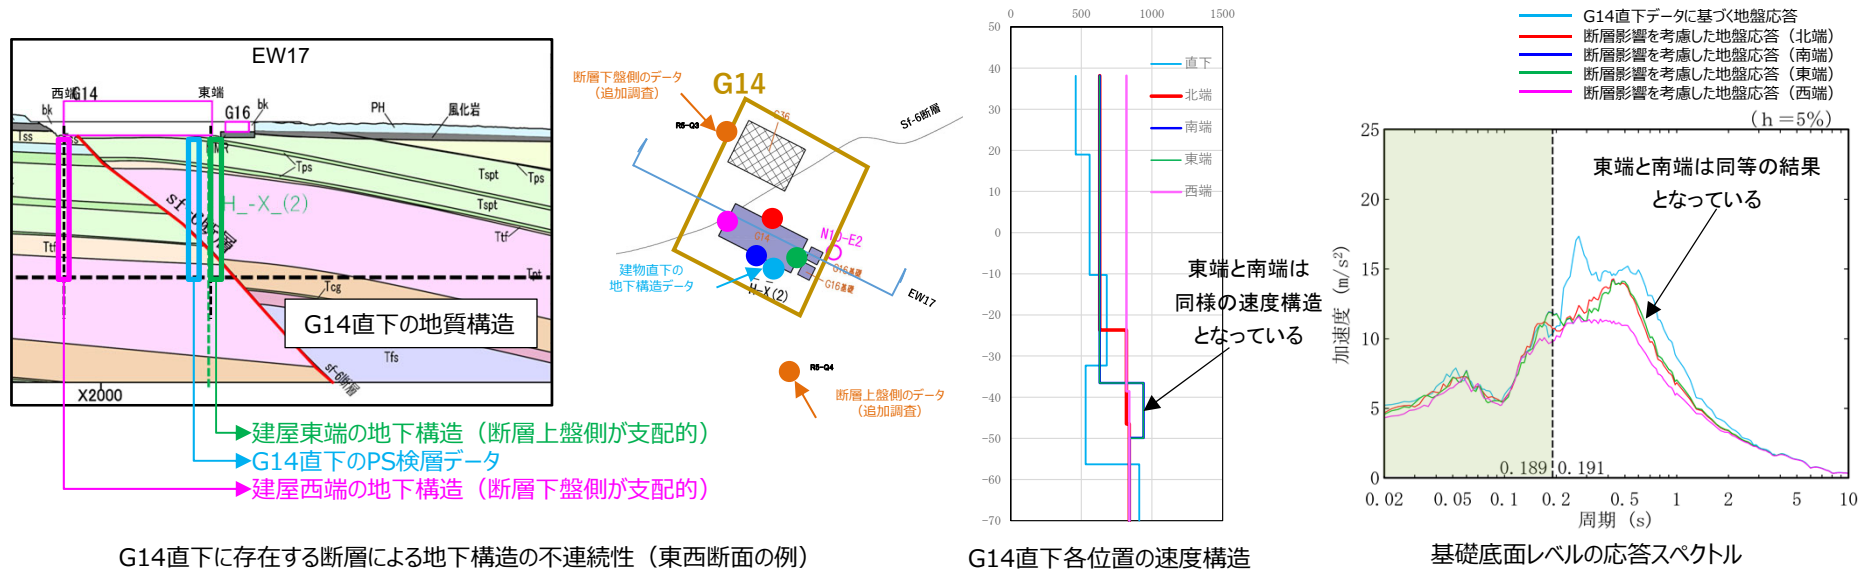 EW17
西端
G14
東端
G16
bk
bk
PH
風化岩
Tss
MMR
Tps
Tspt
Tps
Tspt
Ttf
sf-6断層
H_-X_(2)
Ttf
Tpt
Tcg
G14直下の地質構造
Tfs
sf-6断層
X2000
建屋東端の地下構造（断層上盤側が支配的）
G14直下のPS検層データ
建屋西端の地下構造（断層下盤側が支配的）
G14直下に存在する断層による地下構造の不連続性（東西断面の例）
断層下盤側のデータ
（追加調査）
G14
R5-Q3
G36
Sf-6断層
N10-E2
G14
G16基礎
G16基礎
建物直下の
地下構造データ
H-X(2)
EW17
R5-Q4
断層上盤側のデータ
（追加調査）
0 500 1000 1500
50
40
30
20
10
0
-10
-20
-30
-40
-50
-60
-70
直下
北端
南端
東端
西端
東端と南端は
同様の速度構造
となっている
G14直下各位置の速度構造
G14直下データに基づく地盤応答
断層影響を考慮した地盤応答（北端）
断層影響を考慮した地盤応答（南端）
断層影響を考慮した地盤応答（東端）
断層影響を考慮した地盤応答（西端）
(h=5%)
25
20
15
10
5
0
加速度 (m/s²)
東端と南端は同等の結果
となっている
0.189 0.191
0.02 0.05 0.1 0.2 0.5 1 2 5 10
周期 (s)
基礎底面レベルの応答スペクトル